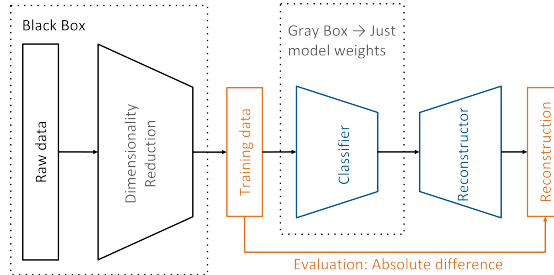 Black Box
Gray Box → Just
model weights
Raw data
Dimensionality
Reduction
Training data
Classifier
Reconstructor
Reconstruction
Evaluation: Absolute difference